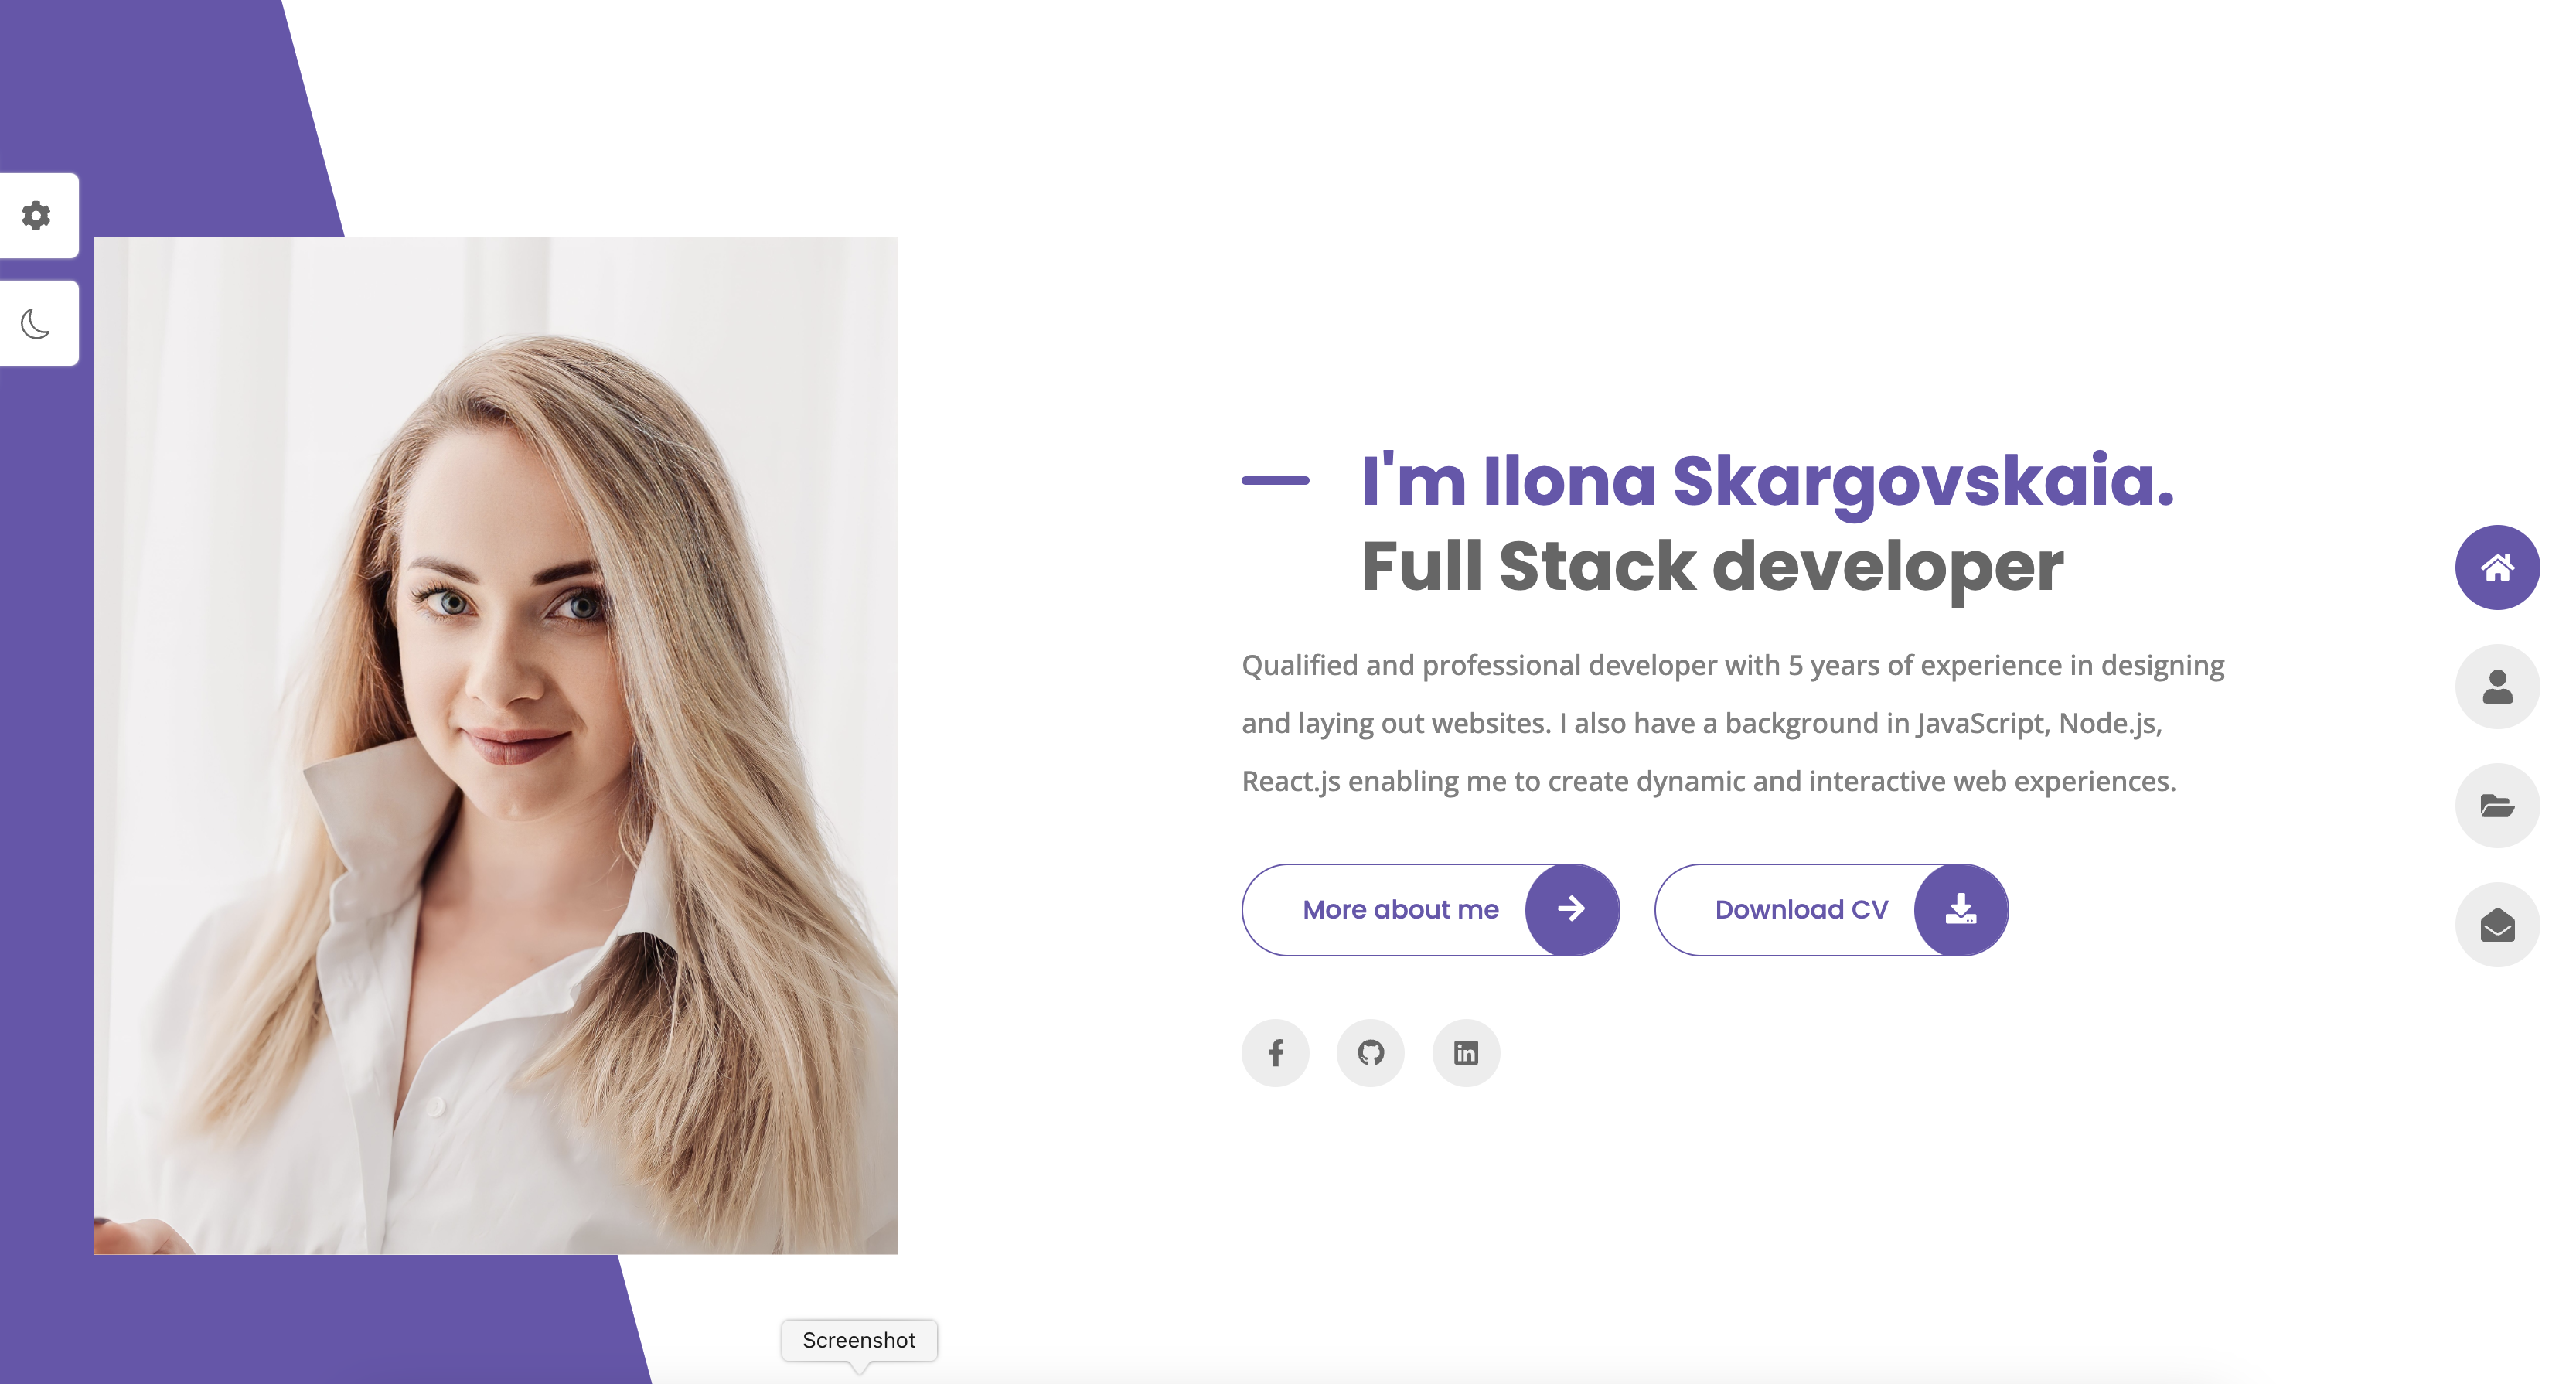 I'm Ilona Skargovskaia.
Full Stack developer
Qualified and professional developer with 5 years of experience in designing
and laying out websites. I also have a background in JavaScript, Node.js,
React.js enabling me to create dynamic and interactive web experiences.
More about me
Download CV
Screenshot